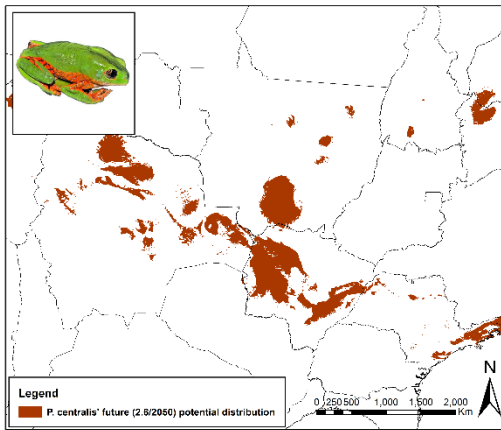 N
0 250 500 1,000 1,500 2,000
Km
Legend
P. centralis' future (2.6/2050) potential distribution